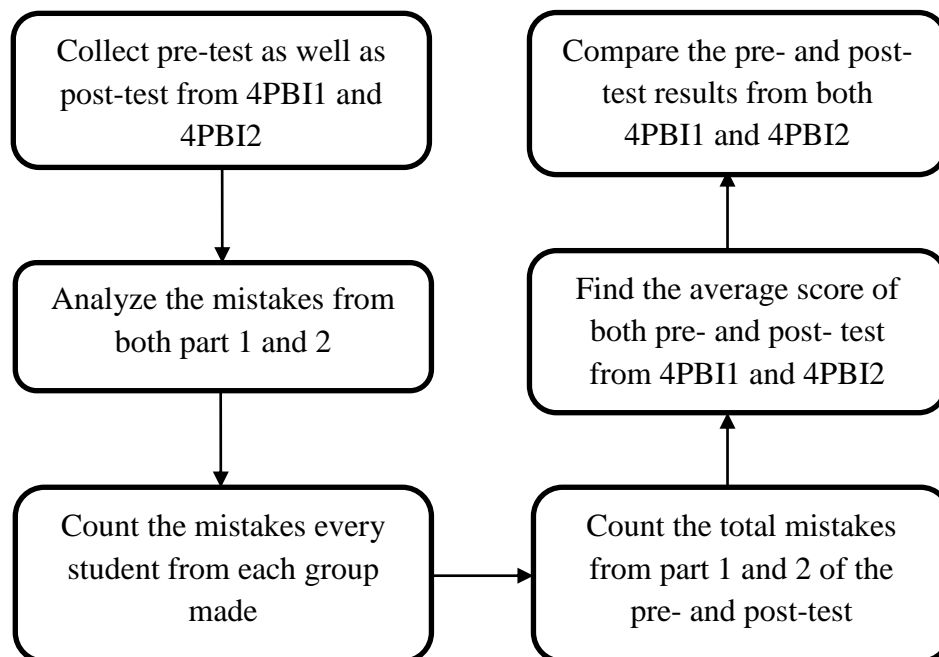 Collect pre-test as well as
post-test from 4PBI1 and
4PBI2
Analyze the mistakes from
both part 1 and 2
Count the mistakes every
student from each group
made
Count the total mistakes
from part 1 and 2 of the
pre- and post-test
Find the average score of
both pre- and post- test
from 4PBI1 and 4PBI2
Compare the pre- and post-
test results from both
4PBI1 and 4PBI2